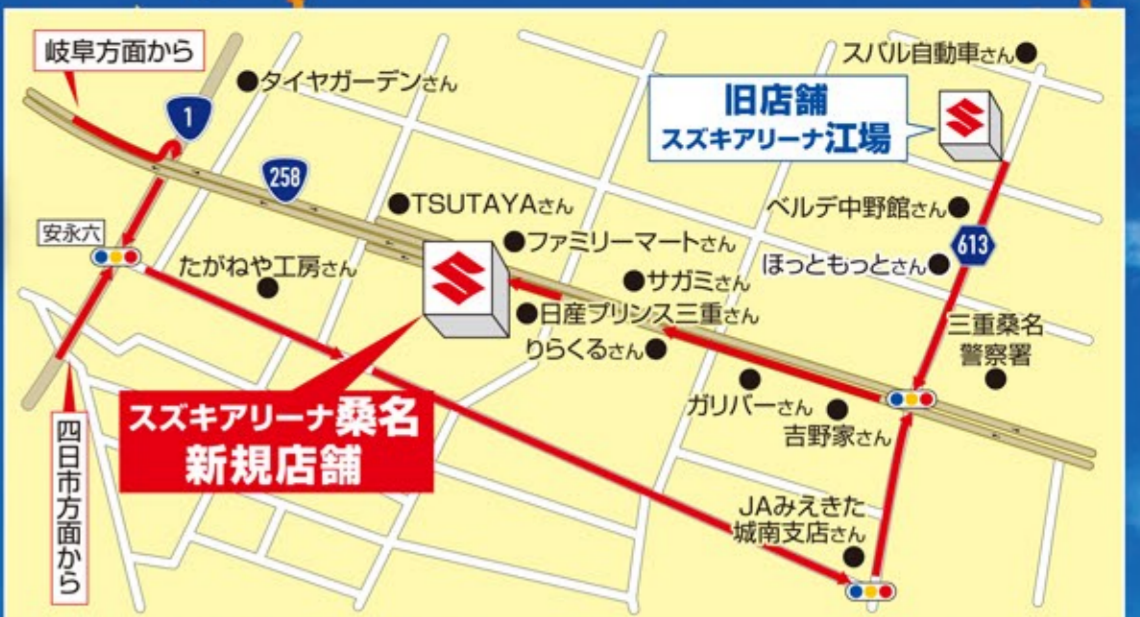 岐阜方面から
スバル自動車さん
タイヤガーデンさん
旧店舗
スズキアリーナ江場
1
258
TSUTAYAさん
ベルデ中野館さん
安永六
ファミリーマートさん
613
たがねや工房さん
ほっともっとさん
サガミさん
日産プリンス三重さん
三重桑名
警察署
りらくるさん
スズキアリーナ桑名
新規店舗
ガリバーさん
吉野家さん
四日市方面から
JAみえきた
城南支店さん